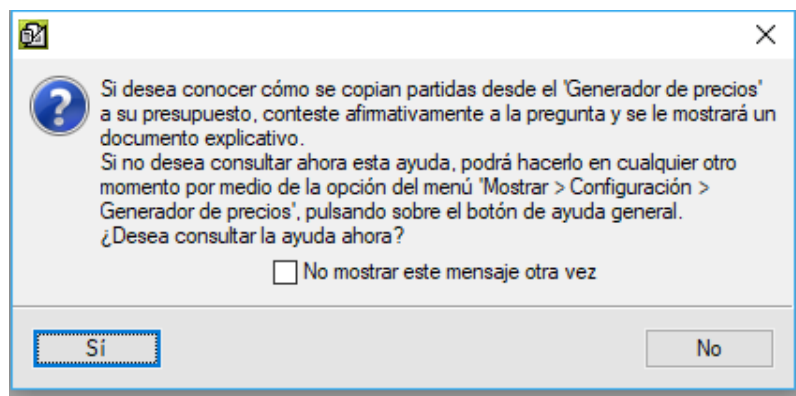 Si desea conocer cómo se copian partidas desde el 'Generador de precios'
a su presupuesto, conteste afirmativamente a la pregunta y se le mostrará un
documento explicativo.
Si no desea consultar ahora esta ayuda, podrá hacerlo en cualquier otro
momento por medio de la opción del menú 'Mostrar > Configuración >
Generador de precios', pulsando sobre el botón de ayuda general.
¿Desea consultar la ayuda ahora?
No mostrar este mensaje otra vez
Sí
No